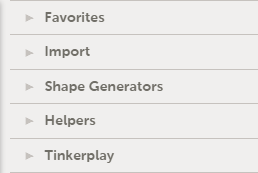 Favorites
Import
Shape Generators
Helpers
Tinkerplay